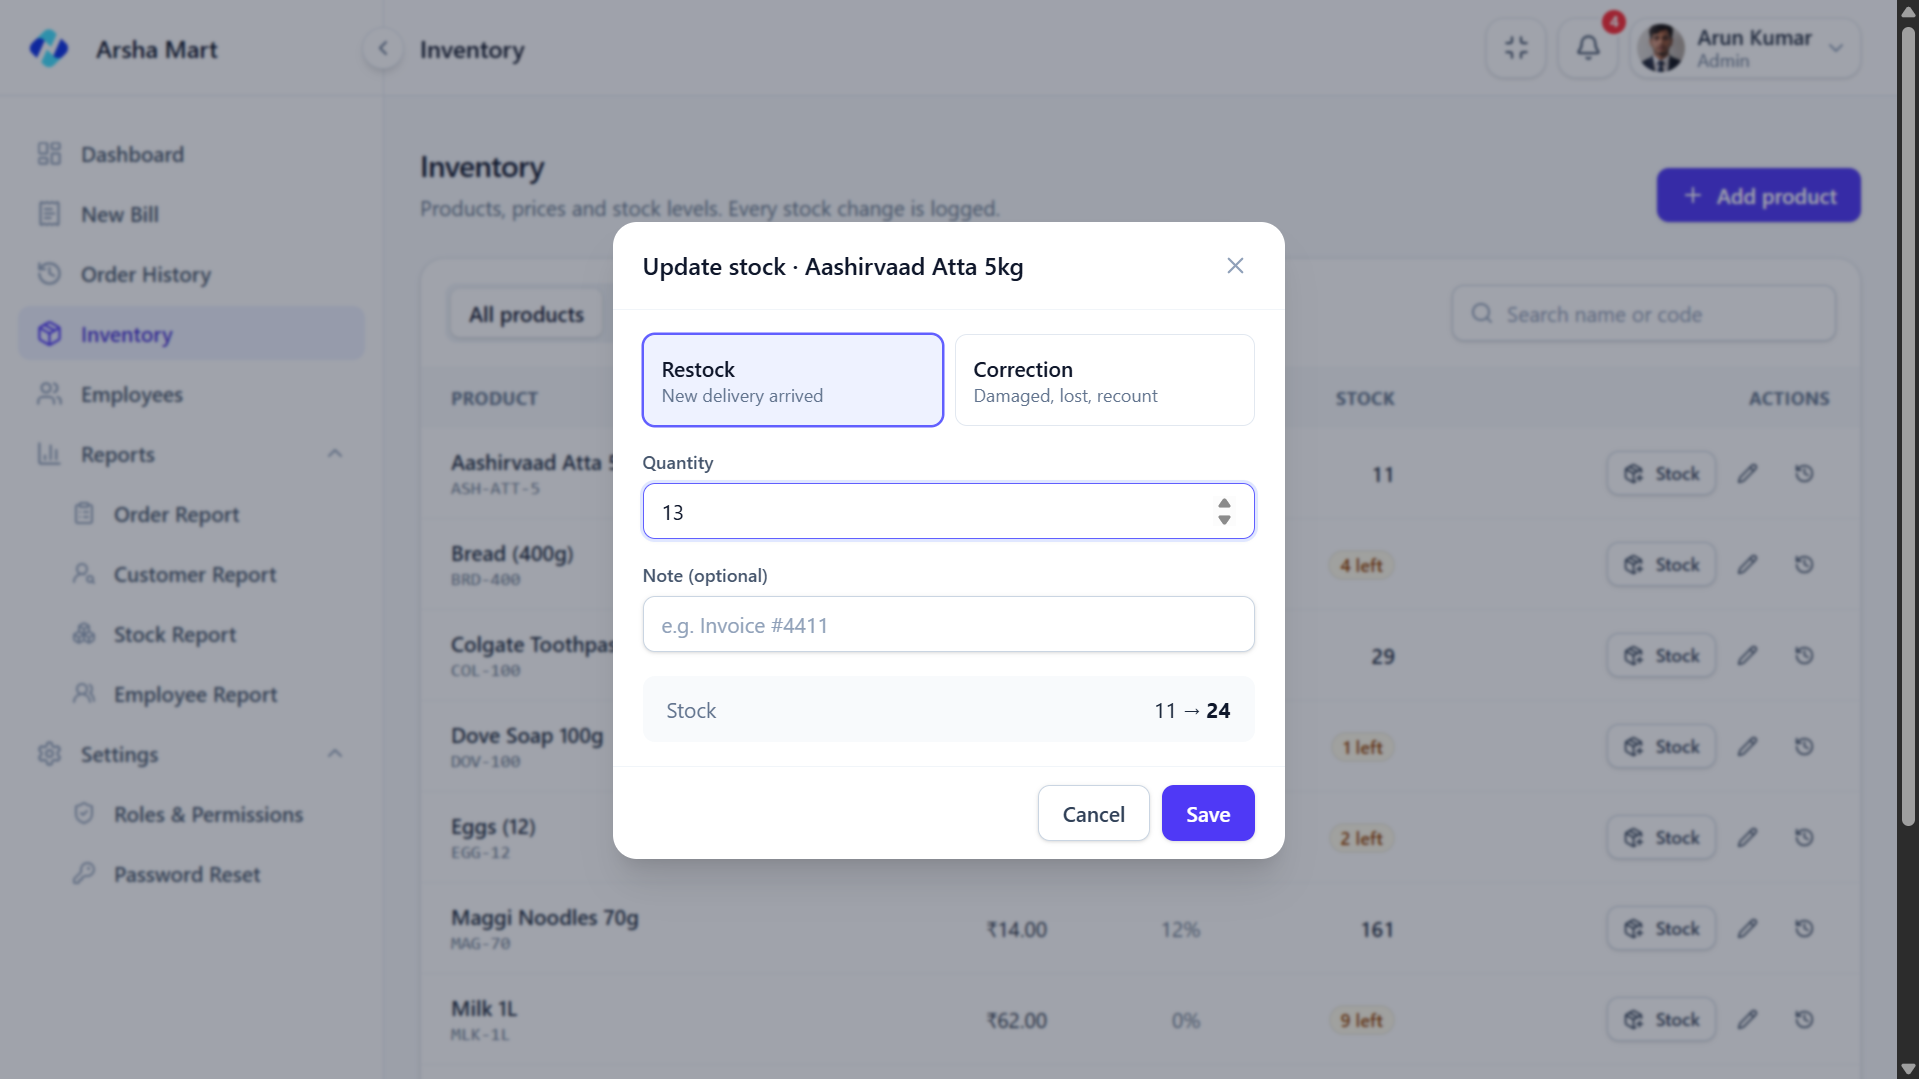 Arsha Mart
Inventory
4
Arun Kumar
Admin
Dashboard
New Bill
Order History
Inventory
Employees
Reports
Order Report
Customer Report
Stock Report
Employee Report
Settings
Roles & Permissions
Password Reset
Inventory
Products, prices and stock levels. Every stock change is logged.
+ Add product
All products
Search name or code
PRODUCT STOCK ACTIONS
Aashirvaad Atta 11 Stock
ASH-ATT-5
Bread (400g) 4 left Stock
BRD-400
Colgate Toothpas 29 Stock
COL-100
Dove Soap 100g 1 left Stock
DOV-100
Eggs (12) 2 left Stock
EGG-12
Maggi Noodles 70g ₹14.00 12% 161 Stock
MAG-70
Milk 1L ₹62.00 0% 9 left Stock
MLK-1L
Update stock · Aashirvaad Atta 5kg
Restock
New delivery arrived
Correction
Damaged, lost, recount
Quantity
13
Note (optional)
e.g. Invoice #4411
Stock 11 → 24
Cancel
Save